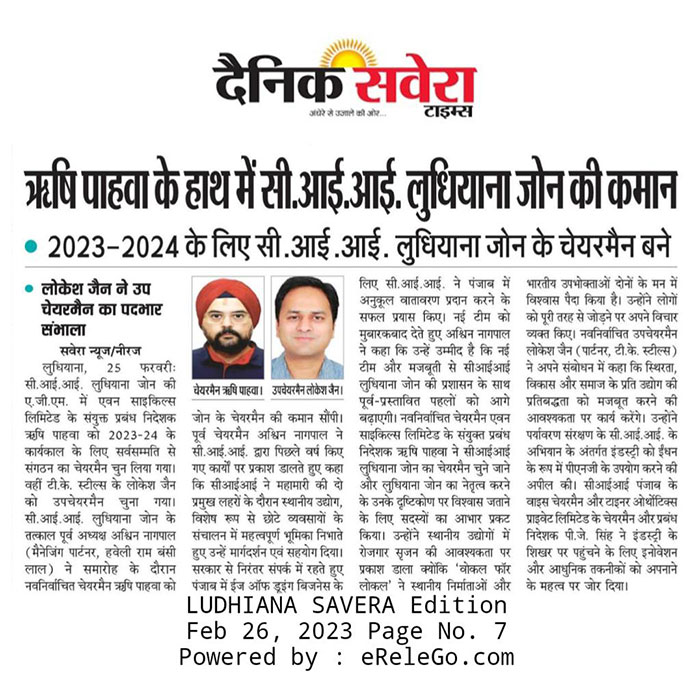 दैनिक सवेरा
टाइम्स
अंधेरे से उजाले की ओर...
ऋषि पाहवा के हाथ में सी.आई.आई. लुधियाना जोन की कमान
• 2023-2024 के लिए सी.आई.आई. लुधियाना जोन के चेयरमैन बने
• लोकेश जैन ने उप
चेयरमैन का पदभार
संभाला
सवेरा न्यूज/नीरज
लुधियाना, 25 फरवरीः
सी.आई.आई. लुधियाना जोन की
ए.जी.एम. में एवन साइकिल्स
लिमिटेड के संयुक्त प्रबंध निदेशक
ऋषि पाहवा को 2023-24 के
कार्यकाल के लिए सर्वसम्मति से
संगठन का चेयरमैन चुन लिया गया।
वहीं टी.के. स्टील्स के लोकेश जैन
को उपचेयरमैन चुना गया।
सी.आई.आई. लुधियाना जोन के
तत्काल पूर्व अध्यक्ष अश्विन नागपाल
(मैनेजिंग पार्टनर, हवेली राम बंसी
लाल) ने समारोह के दौरान
नवनिर्वाचित चेयरमैन ऋषि पाहवा को
चेयरमैन ऋषि पाहवा।
उपचेयरमैन लोकेश जैन।
जोन के चेयरमैन की कमान सौंपी।
पूर्व चेयरमैन अश्विन नागपाल ने
सी.आई.आई. द्वारा पिछले वर्ष किए
गए कार्यों पर प्रकाश डालते हुए कहा
कि सीआईआई ने महामारी की दो
प्रमुख लहरों के दौरान स्थानीय उद्योग,
विशेष रूप से छोटे व्यवसायों के
संचालन में महत्वपूर्ण भूमिका निभाते
हुए उन्हें मार्गदर्शन एवं सहयोग दिया।
सरकार से निरंतर संपर्क में रहते हुए
पंजाब में ईज ऑफ डूइंग बिजनेस के
लिए सी.आई.आई. ने पंजाब में
अनुकूल वातावरण प्रदान करने के
सफल प्रयास किए। नई टीम को
मुबारकबाद देते हुए अश्विन नागपाल
ने कहा कि उन्हें उम्मीद है कि नई
टीम और मजबूती से सीआईआई
लुधियाना जोन की प्रशासन के साथ
पूर्व-प्रस्तावित पहलों को आगे
बढ़ाएगी। नवनिर्वाचित चेयरमैन एवन
साइकिल्स लिमिटेड के संयुक्त प्रबंध
निदेशक ऋषि पाहवा ने सीआईआई
लुधियाना जोन का चेयरमैन चुने जाने
और लुधियाना जोन का नेतृत्व करने
के उनके दृष्टिकोण पर विश्वास जताने
के लिए सदस्यों का आभार प्रकट
किया। उन्होंने स्थानीय उद्योगों में
रोजगार सृजन की आवश्यकता पर
प्रकाश डाला क्योंकि 'वोकल फॉर
लोकल' ने स्थानीय निर्माताओं और
भारतीय उपभोक्ताओं दोनों के मन में
विश्वास पैदा किया है। उन्होंने लोगों
को पूरी तरह से जोड़ने पर अपने विचार
व्यक्त किए। नवनिर्वाचित उपचेयरमैन
लोकेश जैन (पार्टनर, टी.के. स्टील्स)
ने अपने संबोधन में कहा कि स्थिरता,
विकास और समाज के प्रति उद्योग की
प्रतिबद्धता को मजबूत करने की
आवश्यकता पर कार्य करेंगे। उन्होंने
पर्यावरण संरक्षण के सी.आई.आई. के
अभियान के अंतर्गत इंडस्ट्री को ईंधन
के रूप में पीएनजी के उपयोग करने की
अपील की। सीआईआई पंजाब के
वाइस चेयरमैन और टाइनर ओर्थोटिक्स
प्राइवेट लिमिटेड के चेयरमैन और प्रबंध
निदेशक पी.जे. सिंह ने इंडस्ट्री के
शिखर पर पहुंचने के लिए इनोवेशन
और आधुनिक तकनीकों को अपनाने
के महत्व पर जोर दिया।
LUDHIANA SAVERA Edition
Feb 26, 2023 Page No. 7
Powered by : eReleGo.com